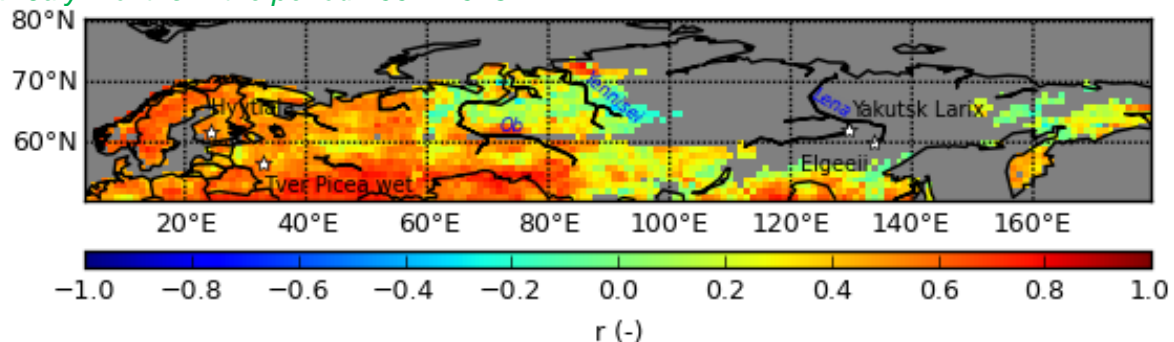 80°N
70°N
60°N
Hyytiälä
Ob
Yennisei
Lena
Yakutsk Larix
Elgeeii
Tver Picea wet
20°E 40°E 60°E 80°E 100°E 120°E 140°E 160°E
−1.0 −0.8 −0.6 −0.4 −0.2 0.0 0.2 0.4 0.6 0.8 1.0
r (-)